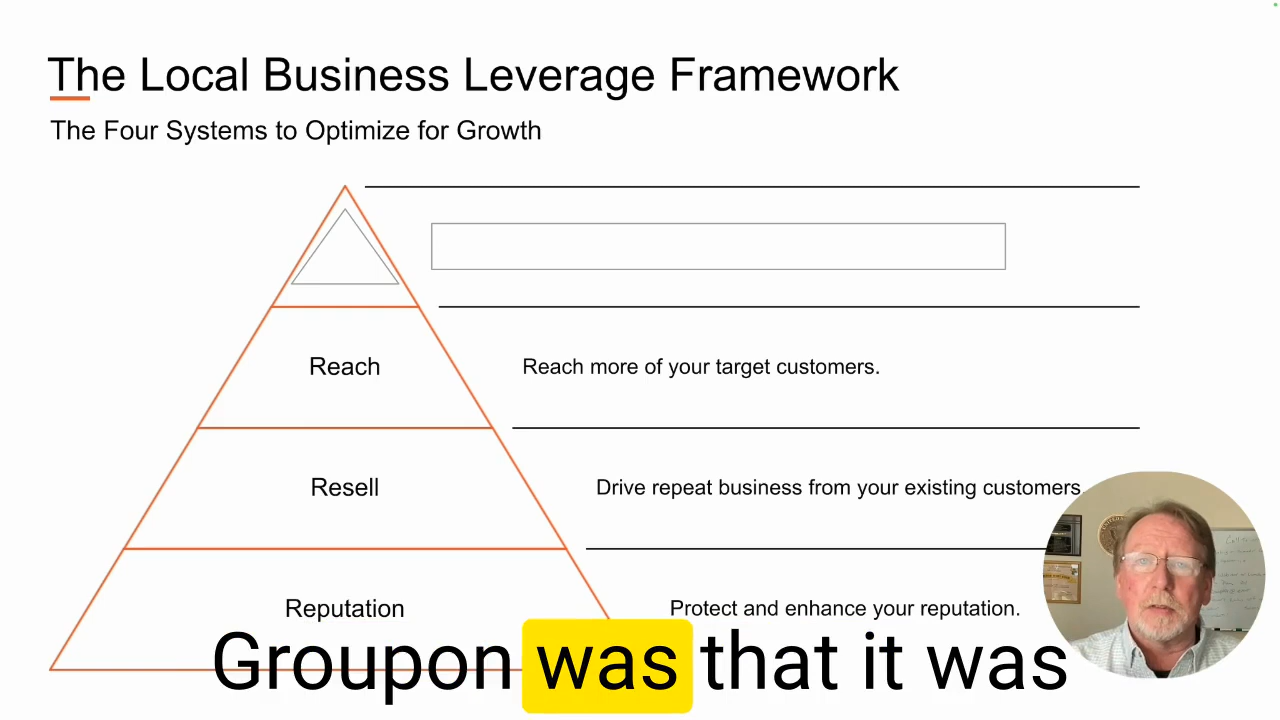 The Local Business Leverage Framework
The Four Systems to Optimize for Growth
Reach
Reach more of your target customers.
Resell
Drive repeat business from your existing customers.
Reputation
Protect and enhance your reputation.
Groupon was that it was